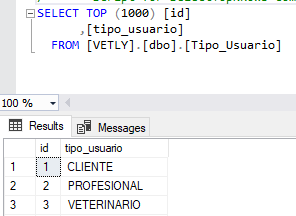 SELECT TOP (1000) [id]
,[tipo_usuario]
FROM [VETLY].[dbo].[Tipo_Usuario]
100 %
Results Messages
id tipo_usuario
1 1 CLIENTE
2 2 PROFESIONAL
3 3 VETERINARIO